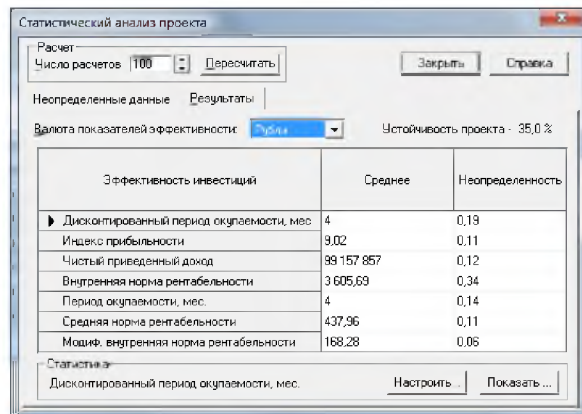 Статистический анализ проекта
Расчет
Число расчетов 100 Пересчитать Закрыть Справка
Неопределенные данные Результаты
Валюта показателей эффективности: Рубли Устойчивость проекта - 35,0 %
Эффективность инвестиций Среднее Неопределенность
Дисконтированный период окупаемости, мес 4 0,19
Индекс прибыльности 9,02 0,11
Чистый приведенный доход 99 157 857 0,12
Внутренняя норма рентабельности 3 605,69 0,34
Период окупаемости, мес. 4 0,14
Средняя норма рентабельности 437,96 0,11
Модиф. внутренняя норма рентабельности 168,28 0,06
Статистика
Дисконтированный период окупаемости, мес. Настроить... Показать...